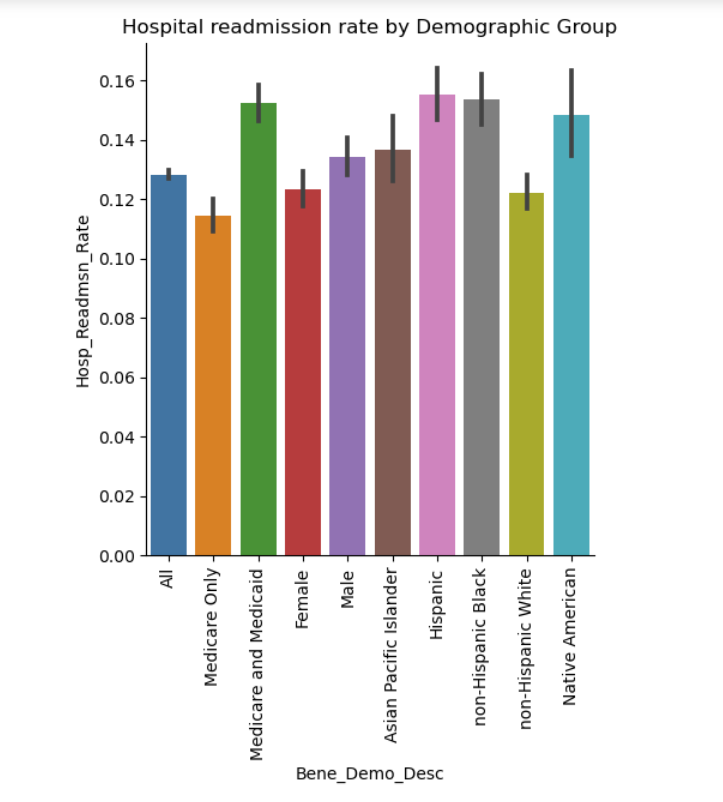 Hospital readmission rate by Demographic Group
Hosp_Readmsn_Rate
0.16
0.14
0.12
0.10
0.08
0.06
0.04
0.02
0.00
All
Medicare Only
Medicare and Medicaid
Female
Male
Asian Pacific Islander
Hispanic
non-Hispanic Black
non-Hispanic White
Native American
Bene_Demo_Desc